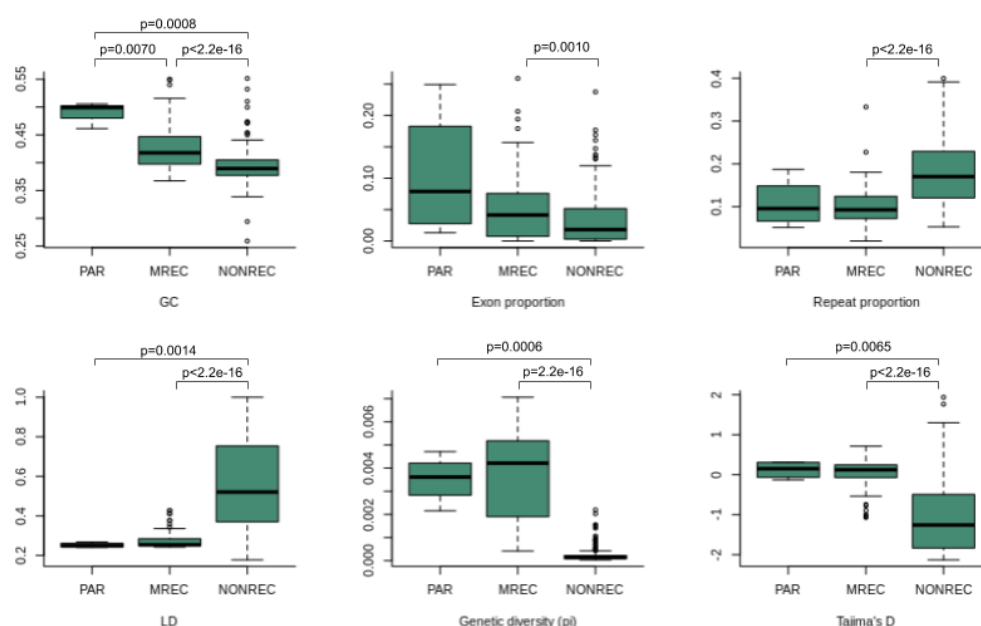 p=0.0008
p=0.0070 p<2.2e-16
0.25 0.35 0.45 0.55
PAR MREC NONREC
GC
p=0.0010
0.00 0.10 0.20
PAR MREC NONREC
Exon proportion
p<2.2e-16
0.1 0.2 0.3 0.4
PAR MREC NONREC
Repeat proportion
p=0.0014
p<2.2e-16
0.2 0.4 0.6 0.8 1.0
PAR MREC NONREC
LD
p=0.0006
p=2.2e-16
0.000 0.002 0.004 0.006
PAR MREC NONREC
Genetic diversity (pi)
p=0.0065
p<2.2e-16
-2 -1 0 1 2
PAR MREC NONREC
Tajima's D